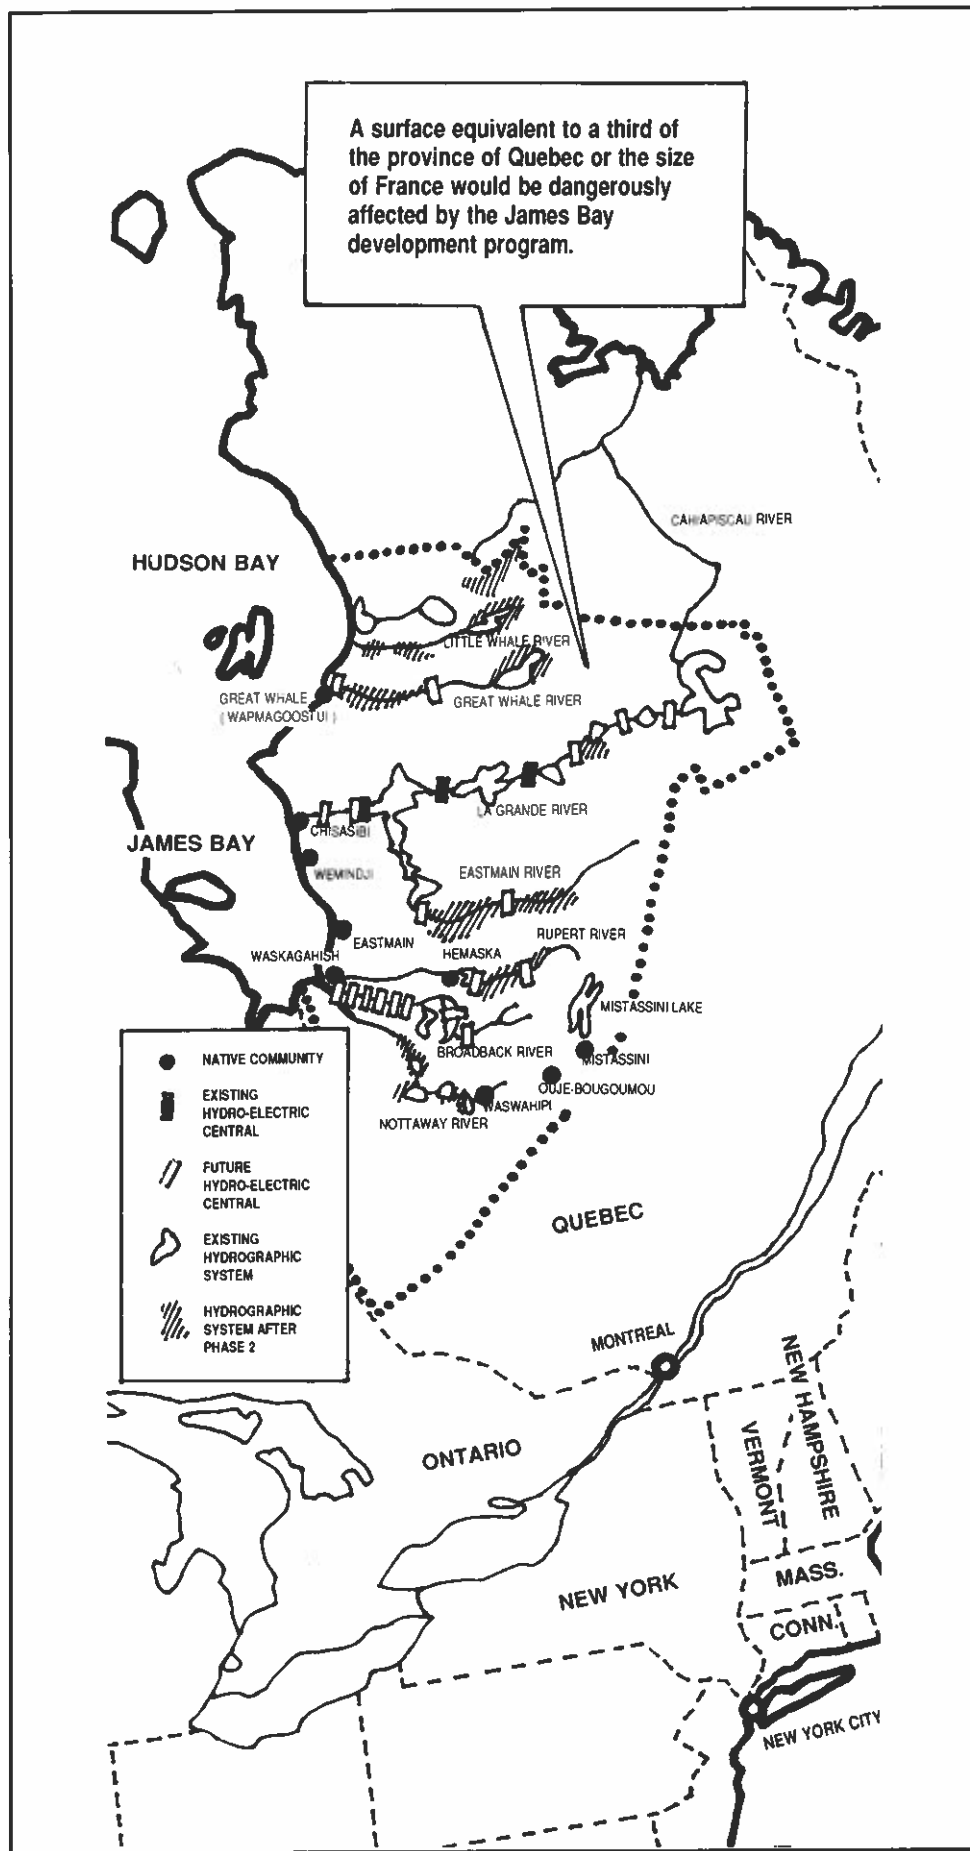 A surface equivalent to a third of
the province of Quebec or the size
of France would be dangerously
affected by the James Bay
development program.
CAHIAPISCAU RIVER
HUDSON BAY
LITTLE WHALE RIVER
GREAT WHALE
(WAPMAGOOSTUI)
GREAT WHALE RIVER
LA GRANDE RIVER
CHISASIBI
JAMES BAY
WEMINDJI
EASTMAIN RIVER
EASTMAIN
RUPERT RIVER
WASKAGAHISH
HEMASKA
MISTASSINI LAKE
BROADBACK RIVER
MISTASSINI
OUJE-BOUGOUMOU
WASWAHIPI
NOTTAWAY RIVER
NATIVE COMMUNITY
EXISTING
HYDRO-ELECTRIC
CENTRAL
FUTURE
HYDRO-ELECTRIC
CENTRAL
EXISTING
HYDROGRAPHIC
SYSTEM
HYDROGRAPHIC
SYSTEM AFTER
PHASE 2
QUEBEC
MONTREAL
ONTARIO
VERMONT
NEW HAMPSHIRE
NEW YORK
MASS.
CONN.
NEW YORK CITY